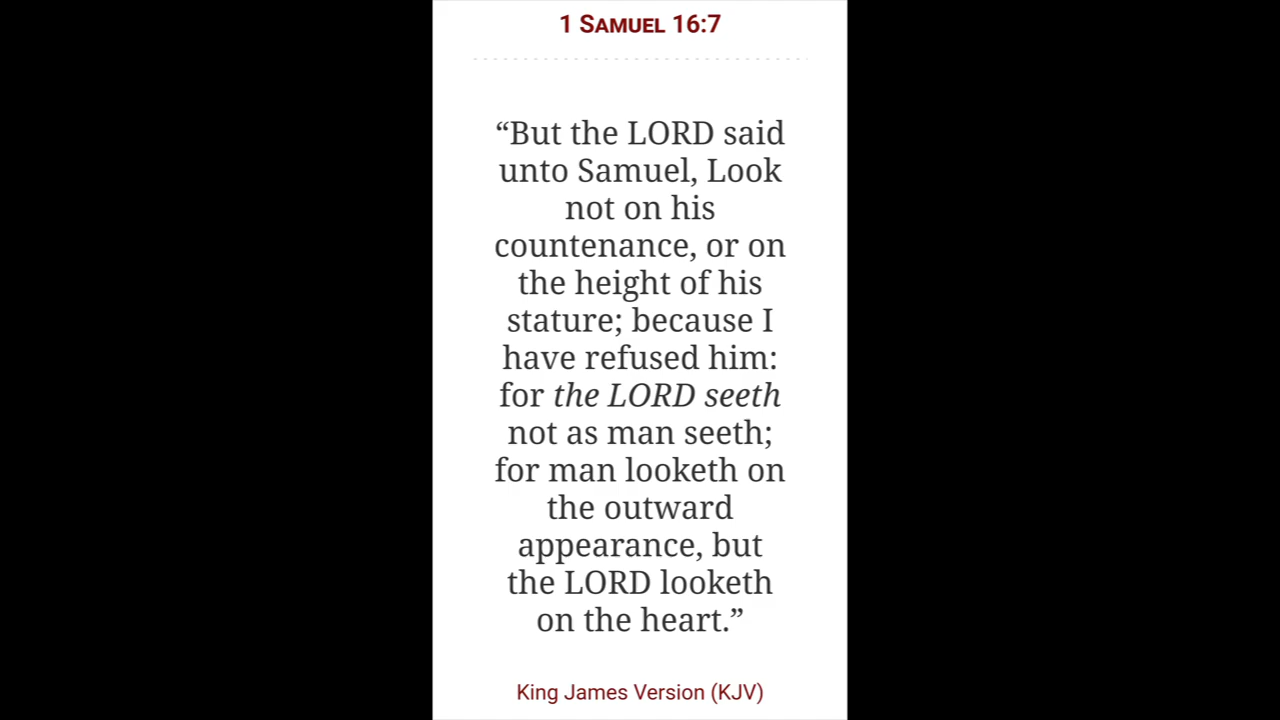 1 Samuel 16:7
“But the LORD said
unto Samuel, Look
not on his
countenance, or on
the height of his
stature; because I
have refused him:
for the LORD seeth
not as man seeth;
for man looketh on
the outward
appearance, but
the LORD looketh
on the heart.”
King James Version (KJV)